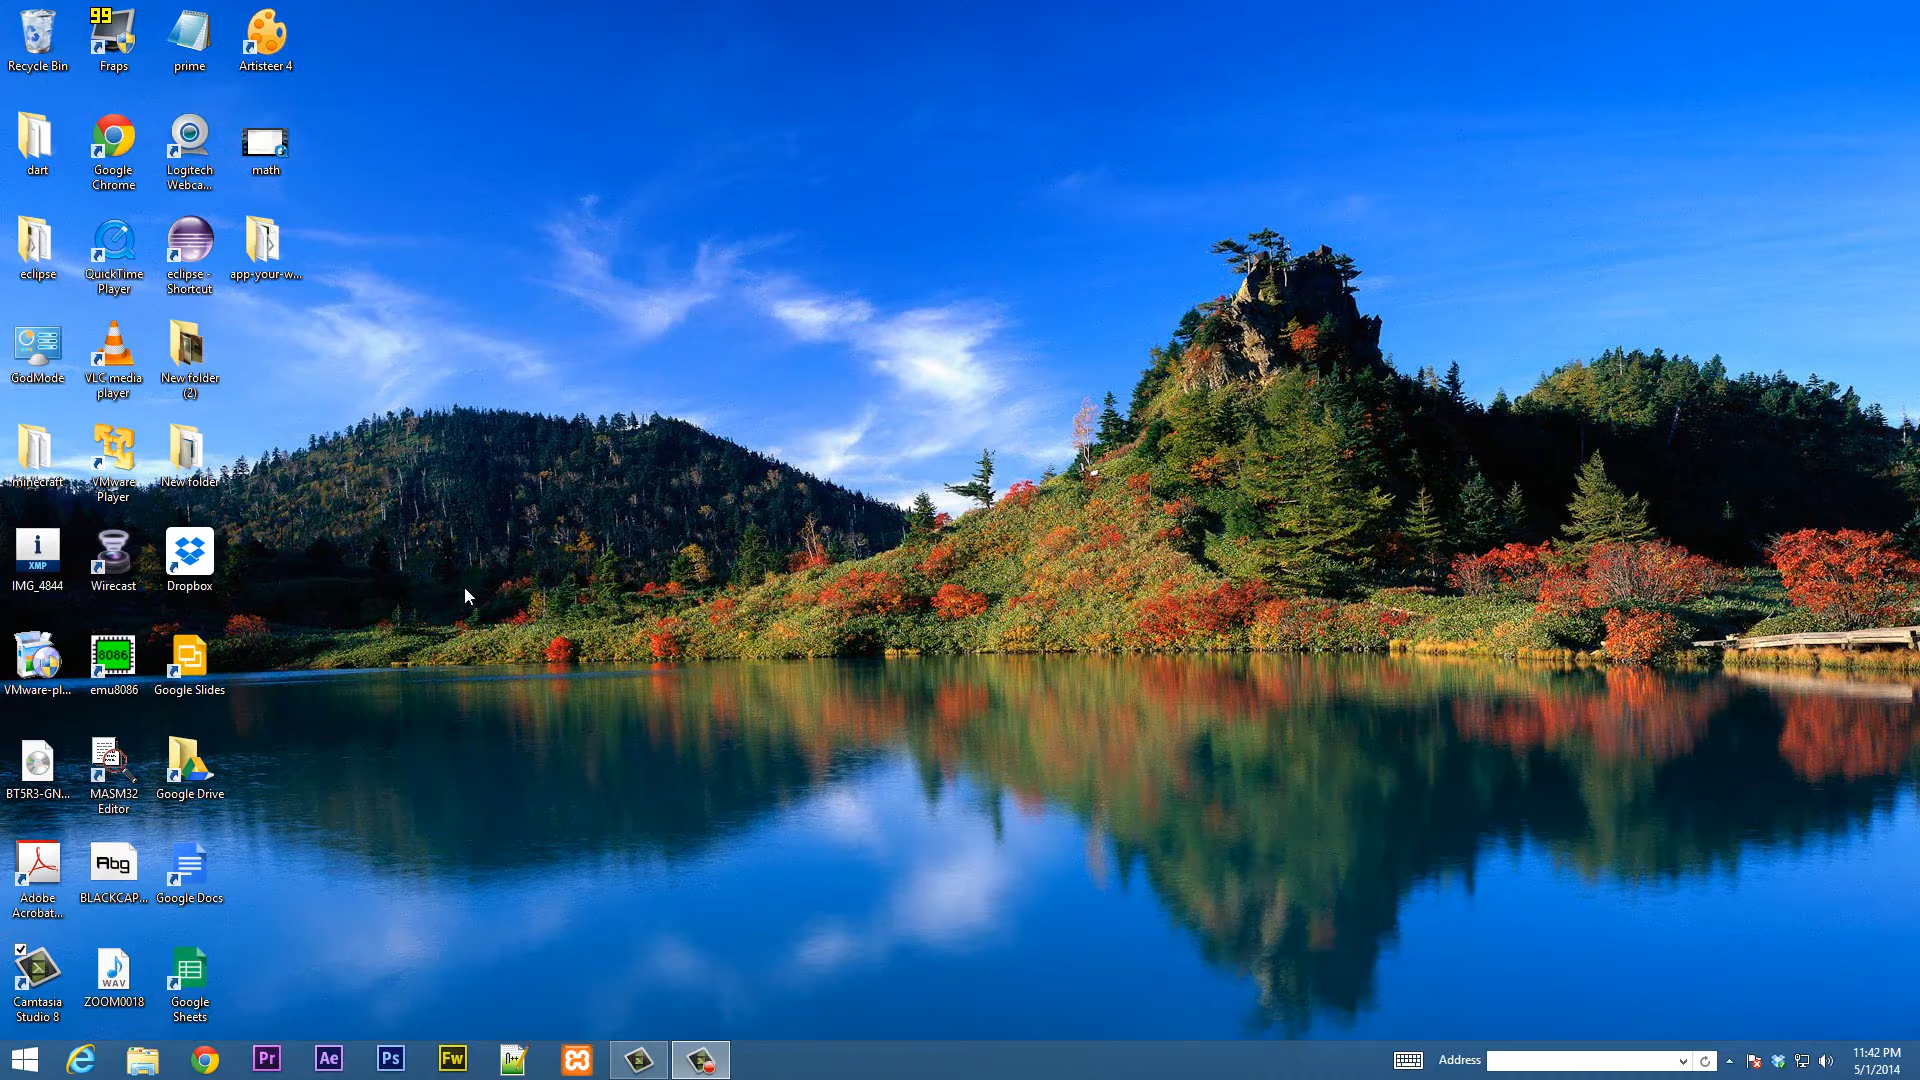 Recycle Bin
99
Fraps
prime
Artisteer 4
dart
Google
Chrome
Logitech
Webca...
math
eclipse
QuickTime
Player
eclipse -
Shortcut
app-your-w...
GodMode
VLC media
player
New folder
(2)
minecraft
VMware
Player
New folder
i
XMP
IMG_4844
Wirecast
Dropbox
VMware-pl...
8086
emu8086
Google Slides
BT5R3-GN...
MASM32
Editor
Google Drive
Adobe
Acrobat...
Abg
BLACKCAP...
Google Docs
Camtasia
Studio 8
WAV
ZOOM0018
Google
Sheets
Pr
Ae
Ps
Fw
Address
11:42 PM
5/1/2014